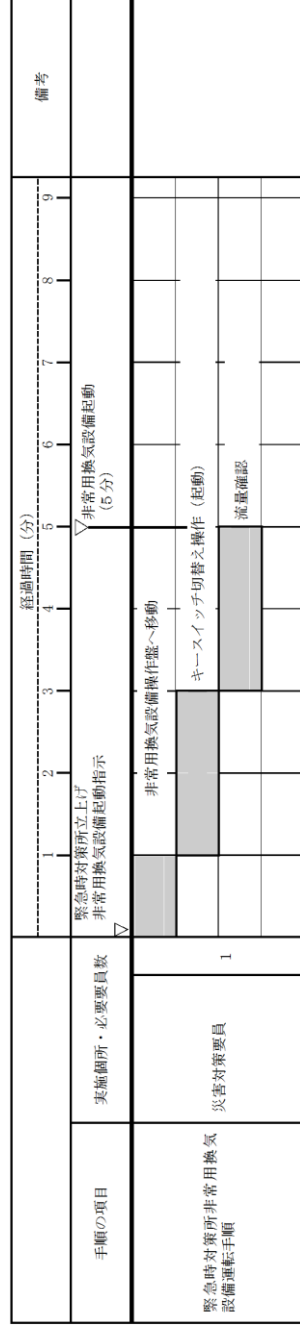 経過時間（分）
備考
1
2
3
4
5
6
7
8
9
手順の項目
実施個所・必要要員数
緊急時対策所立上げ
非常用換気設備起動指示
▽
▽
非常用換気設備起動
(５分)
緊急時対策所非常用換気
設備運転手順
災害対策要員
1
非常用換気設備操作盤へ移動
キースイッチ切替え操作（起動）
流量確認